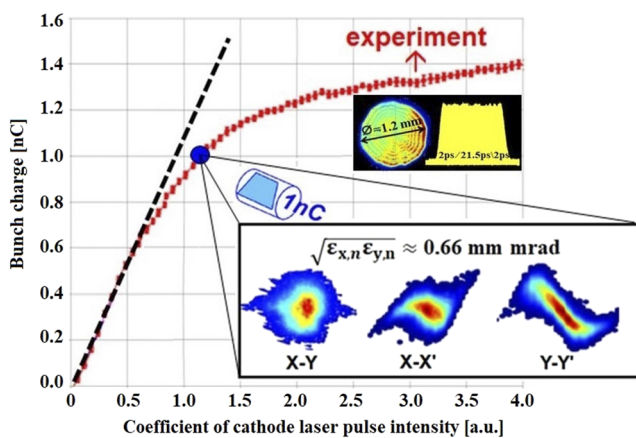 1.6
1.4
1.2
1.0
0.8
0.6
0.4
0.2
0.0
Bunch charge [nC]
experiment
Ø=1.2 mm
2ps/21.5ps\2ps
1nC
√εx,nεy,n ≈ 0.66 mm mrad
X-Y X-X' Y-Y'
0 0.5 1.0 1.5 2.0 2.5 3.0 3.5 4.0
Coefficient of cathode laser pulse intensity [a.u.]